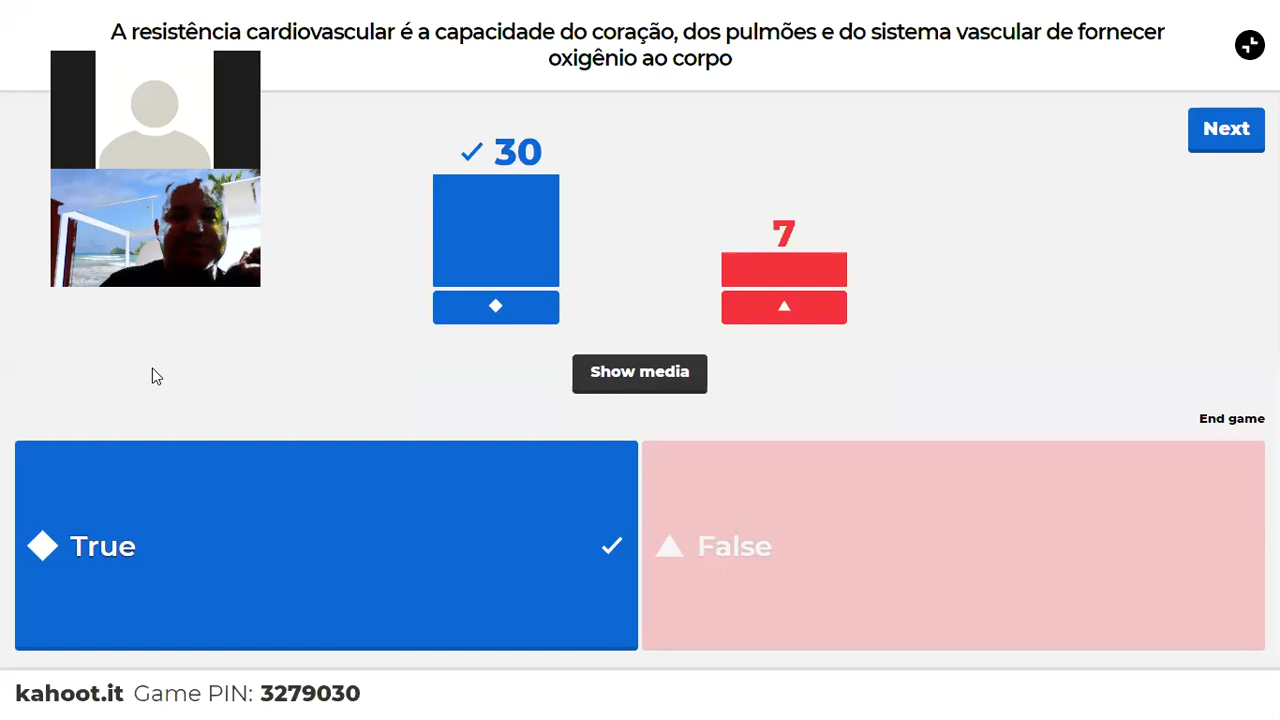 A resistência cardiovascular é a capacidade do coração, dos pulmões e do sistema vascular de fornecer
oxigênio ao corpo
Next
30
7
Show media
End game
True
False
kahoot.it Game PIN: 3279030